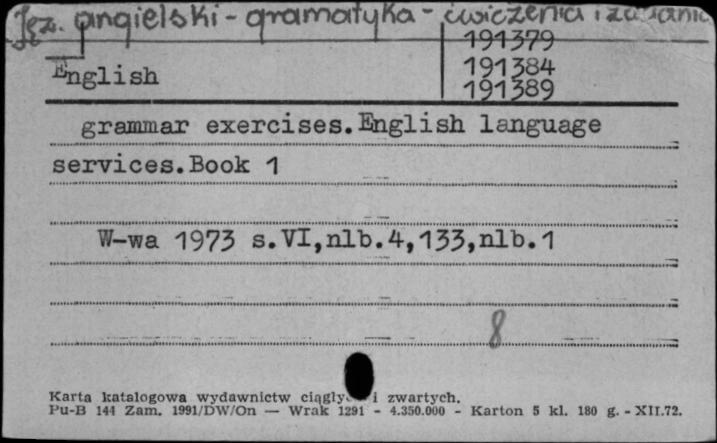 Jęz. angielski - gramatyka - ćwiczenia i zadania
191379
English 191384
191389
grammar exercises.English language
services.Book 1
W-wa 1973 s.VI,nlb.4,133,nlb.1
8
Karta katalogowa wydawnictw ciągłych i zwartych.
Pu-B 144 Zam. 1991/DW/On — Wrak 1291 - 4.350.000 - Karton 5 kl. 180 g. - XII.72.